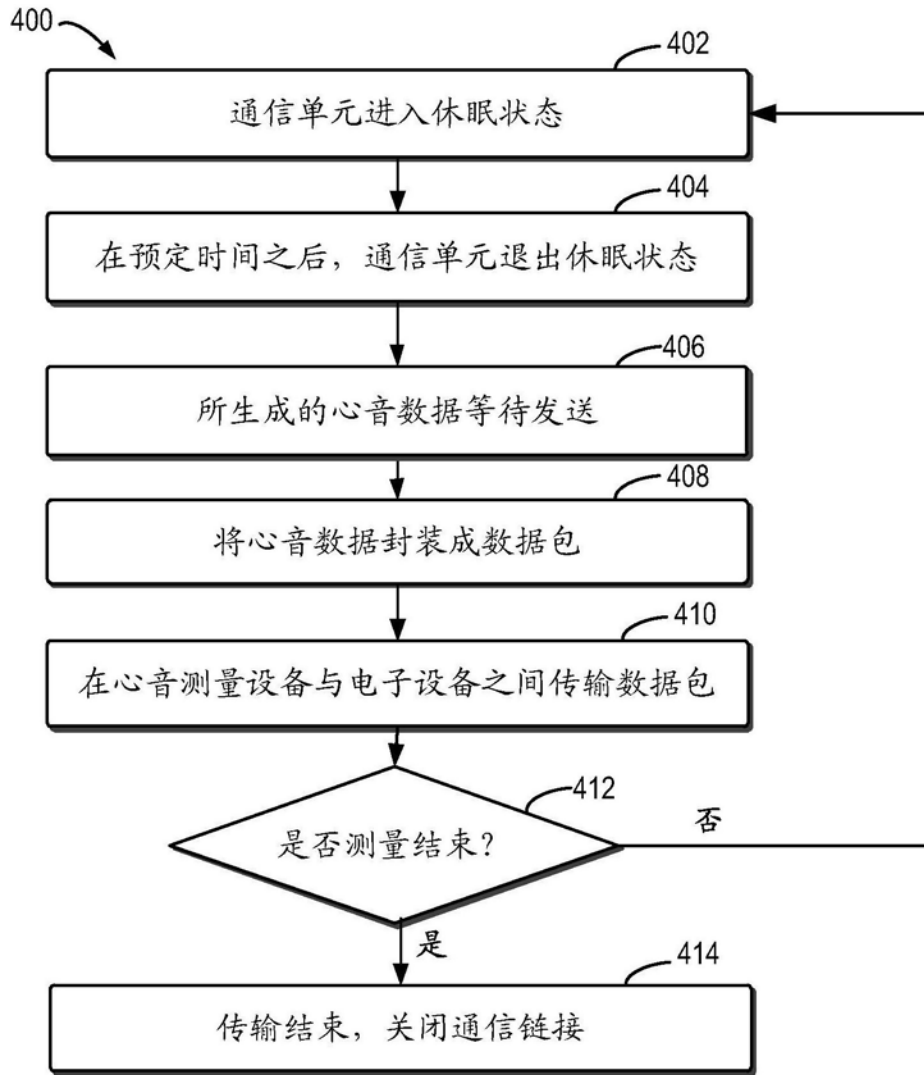 400
402
通信单元进入休眠状态
404
在预定时间之后，通信单元退出休眠状态
406
所生成的心音数据等待发送
408
将心音数据封装成数据包
410
在心音测量设备与电子设备之间传输数据包
412
是否测量结束？
否
是
414
传输结束，关闭通信链接